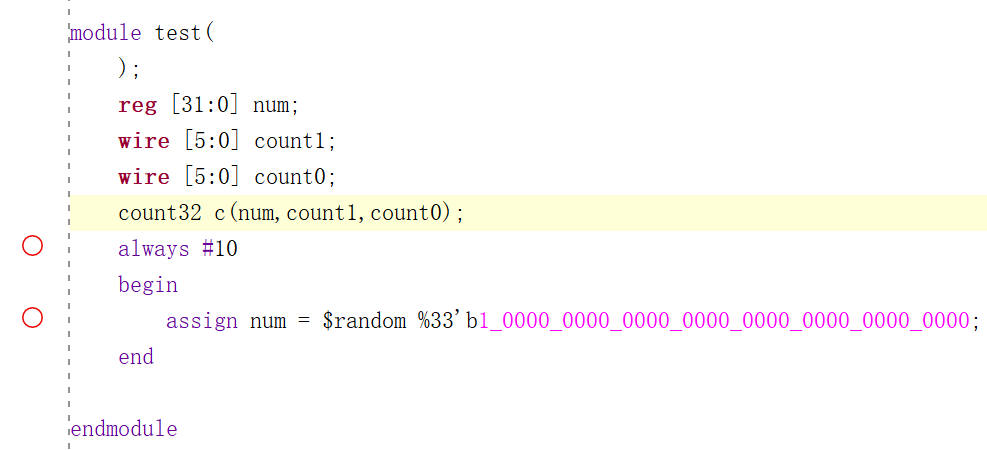 module test(
);
reg [31:0] num;
wire [5:0] count1;
wire [5:0] count0;
count32 c(num,count1,count0);
always #10
begin
assign num = $random %33'b1_0000_0000_0000_0000_0000_0000_0000_0000;
end
endmodule